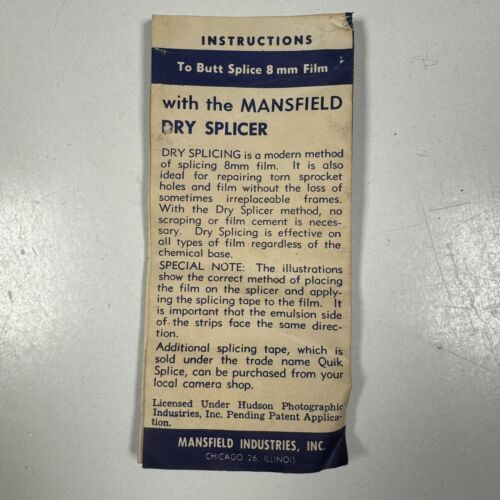 INSTRUCTIONS
To Butt Splice 8 mm Film
with the MANSFIELD
DRY SPLICER
DRY SPLICING is a modern method
of splicing 8mm film. It is also
ideal for repairing torn sprocket
holes and film without the loss of
sometimes irreplaceable frames.
With the Dry Splicer method, no
scraping or film cement is neces-
sary. Dry Splicing is effective on
all types of film regardless of the
chemical base.
SPECIAL NOTE: The illustrations
show the correct method of placing
the film on the splicer and apply-
ing the splicing tape to the film. It
is important that the emulsion side
of the strips face the same direc-
tion.
Additional splicing tape, which is
sold under the trade name Quik
Splice, can be purchased from your
local camera shop.
Licensed Under Hudson Photographic
Industries, Inc. Pending Patent Applica-
tion.
MANSFIELD INDUSTRIES, INC.
CHICAGO 26, ILLINOIS